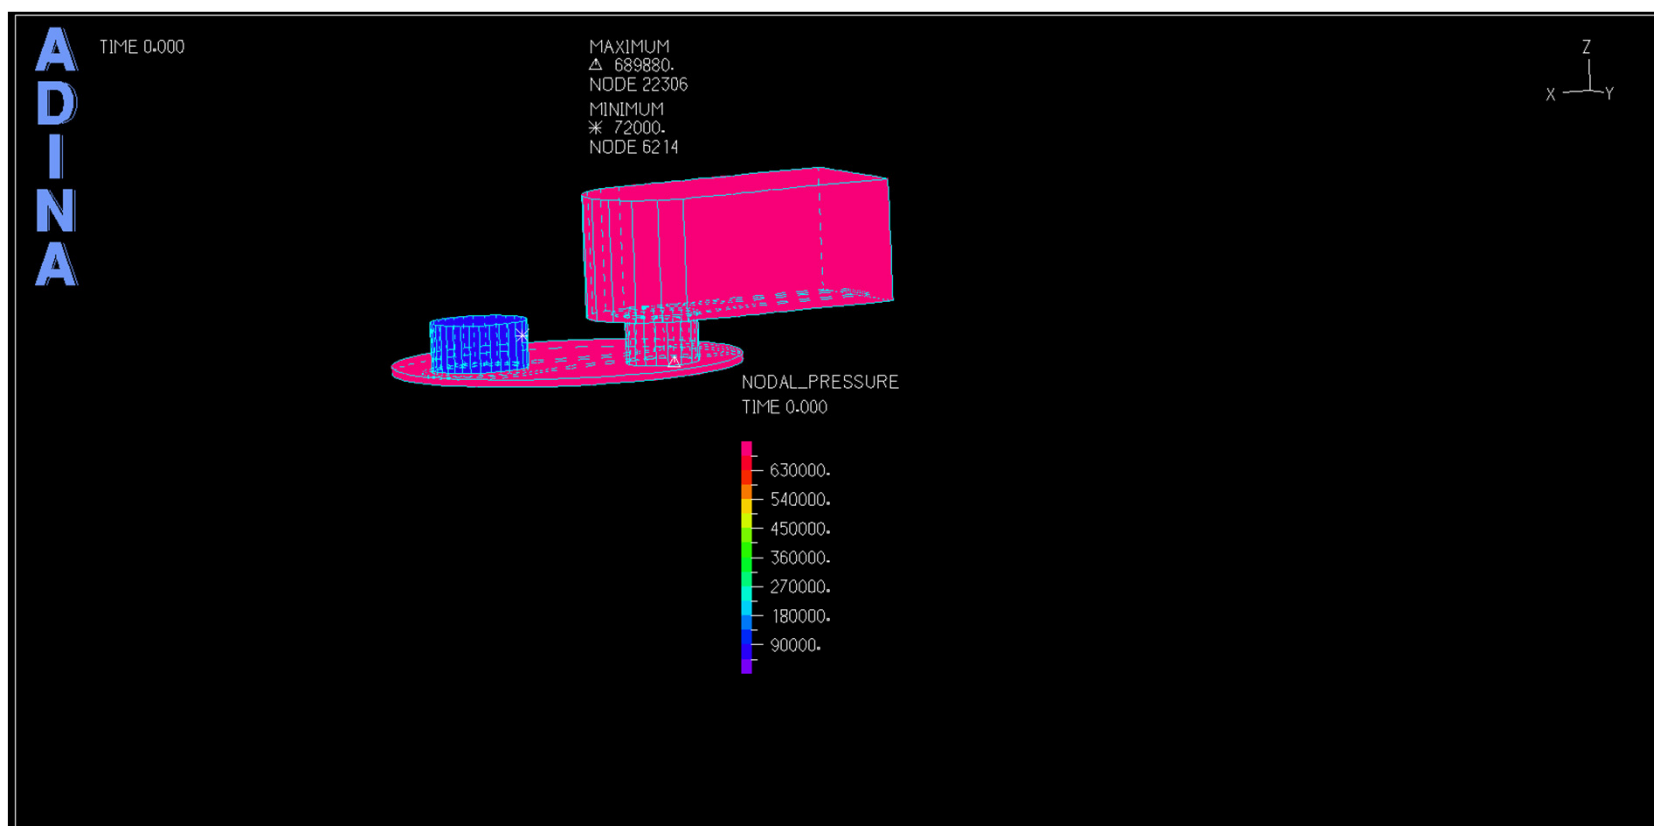 ADINA
TIME 0.000
MAXIMUM
△ 689880.
NODE 22306
MINIMUM
✳ 72000.
NODE 6214
Z
X
Y
NODAL_PRESSURE
TIME 0.000
630000.
540000.
450000.
360000.
270000.
180000.
90000.